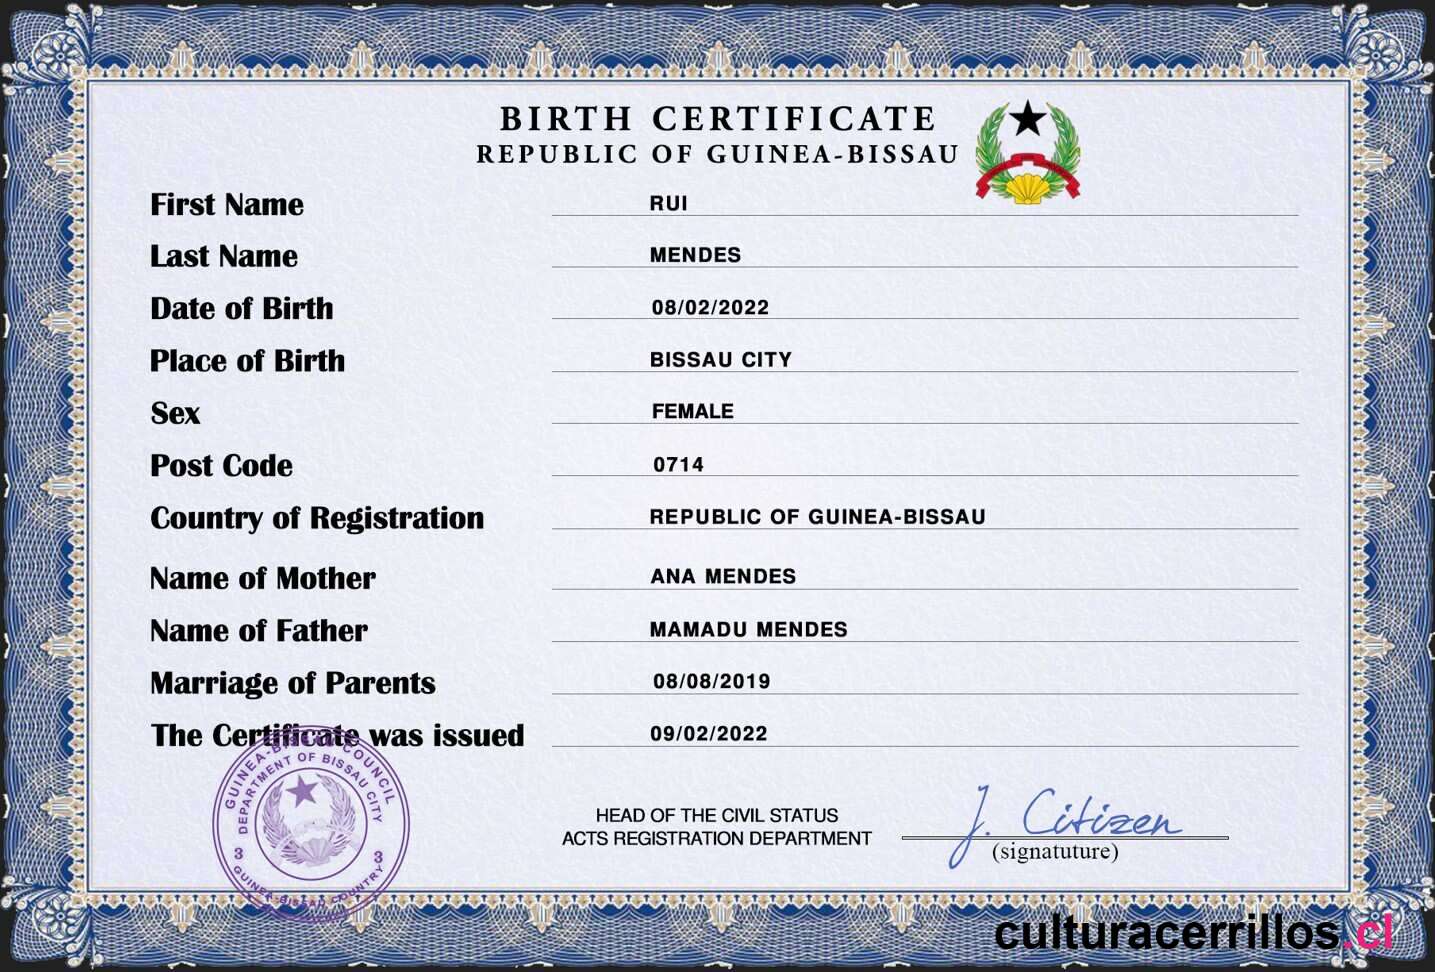 BIRTH CERTIFICATE
REPUBLIC OF GUINEA-BISSAU
First Name RUI
Last Name MENDES
Date of Birth 08/02/2022
Place of Birth BISSAU CITY
Sex FEMALE
Post Code 0714
Country of Registration REPUBLIC OF GUINEA-BISSAU
Name of Mother ANA MENDES
Name of Father MAMADU MENDES
Marriage of Parents 08/08/2019
The Certificate was issued 09/02/2022
GUINEA-BISSAU COUNCIL
DEPARTMENT OF BISSAU CITY
3 3
GUINEA-BISSAU COUNTRY
HEAD OF THE CIVIL STATUS
ACTS REGISTRATION DEPARTMENT
J. Citizen
(signatuture)
culturacerrillos.cl